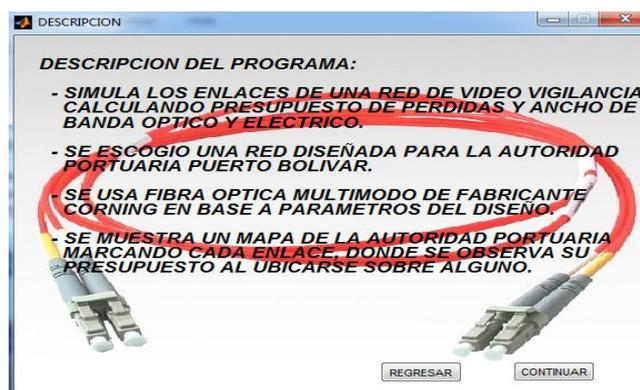 DESCRIPCION
DESCRIPCION DEL PROGRAMA:
- SIMULA LOS ENLACES DE UNA RED DE VIDEO VIGILANCIA
CALCULANDO PRESUPUESTO DE PERDIDAS Y ANCHO DE
BANDA OPTICO Y ELECTRICO.
- SE ESCOGIO UNA RED DISEÑADA PARA LA AUTORIDAD
PORTUARIA PUERTO BOLIVAR.
- SE USA FIBRA OPTICA MULTIMODO DE FABRICANTE
CORNING EN BASE A PARAMETROS DEL DISEÑO.
- SE MUESTRA UN MAPA DE LA AUTORIDAD PORTUARIA
MARCANDO CADA ENLACE, DONDE SE OBSERVA SU
PRESUPUESTO AL UBICARSE SOBRE ALGUNO.
REGRESAR CONTINUAR